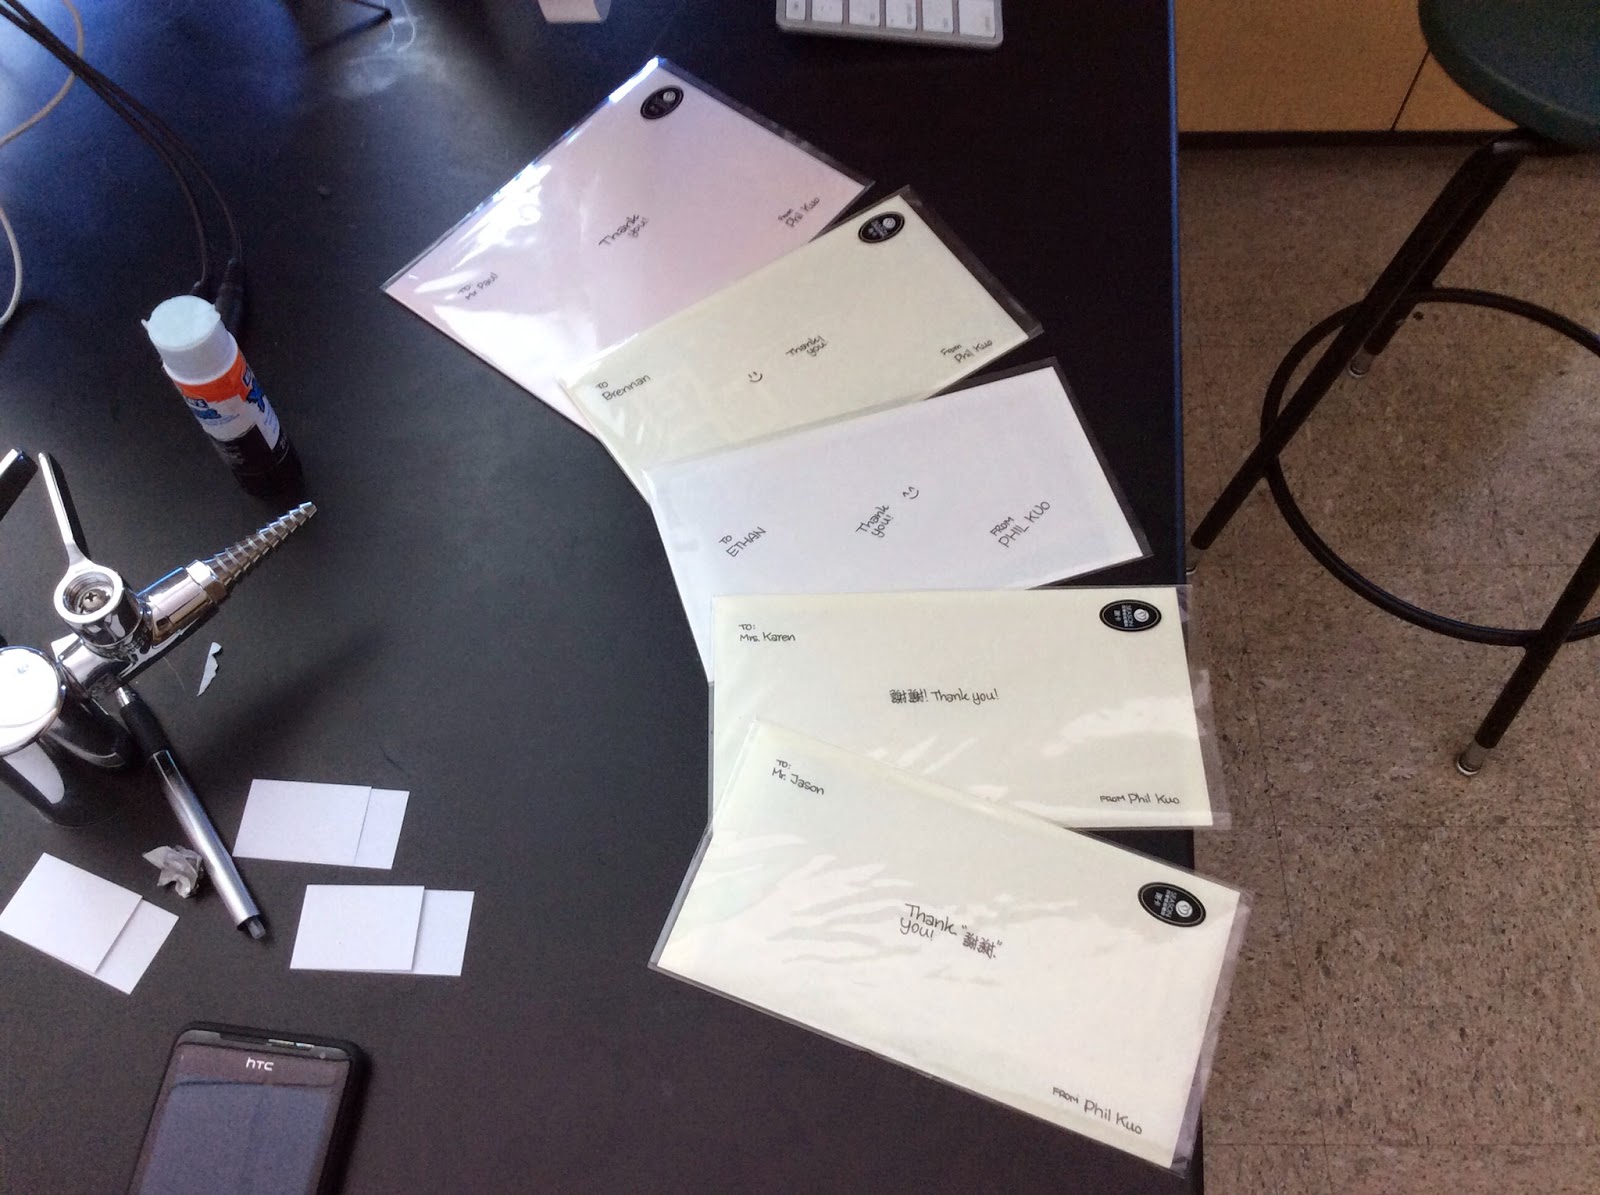 TO:
Mr. Paul
Thank
you!
From
Phil Kuo
TO
Brennan
Thank
you!
From
Phil Kuo
TO
ETHAN
Thank
you!
FROM
PHIL KUO
TO:
Mrs. Karen
謝謝! Thank you!
FROM Phil Kuo
SEASON
TO:
Mr. Jason
Thank
you! "謝謝."
FROM Phil Kuo
SEASON
hTC